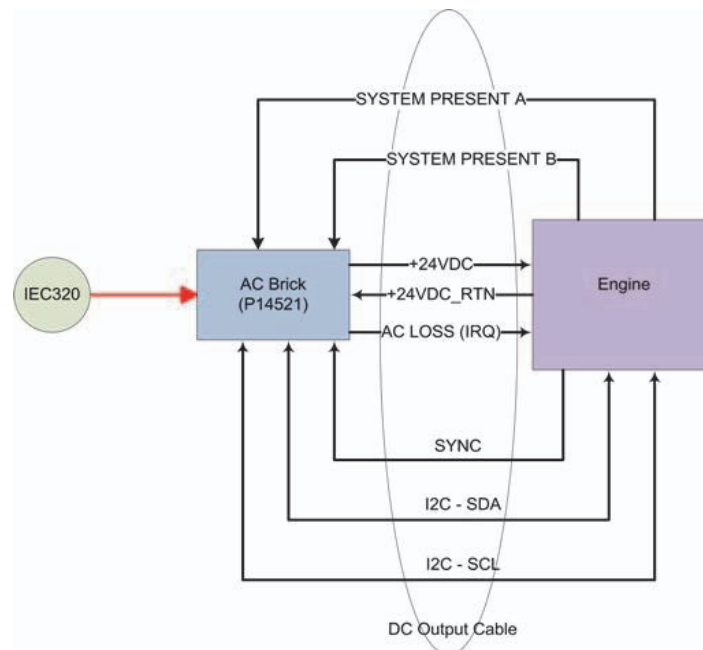 SYSTEM PRESENT A
SYSTEM PRESENT B
+24VDC
IEC320
AC Brick
(P14521)
+24VDC_RTN
Engine
AC LOSS (IRQ)
SYNC
I2C - SDA
I2C - SCL
DC Output Cable